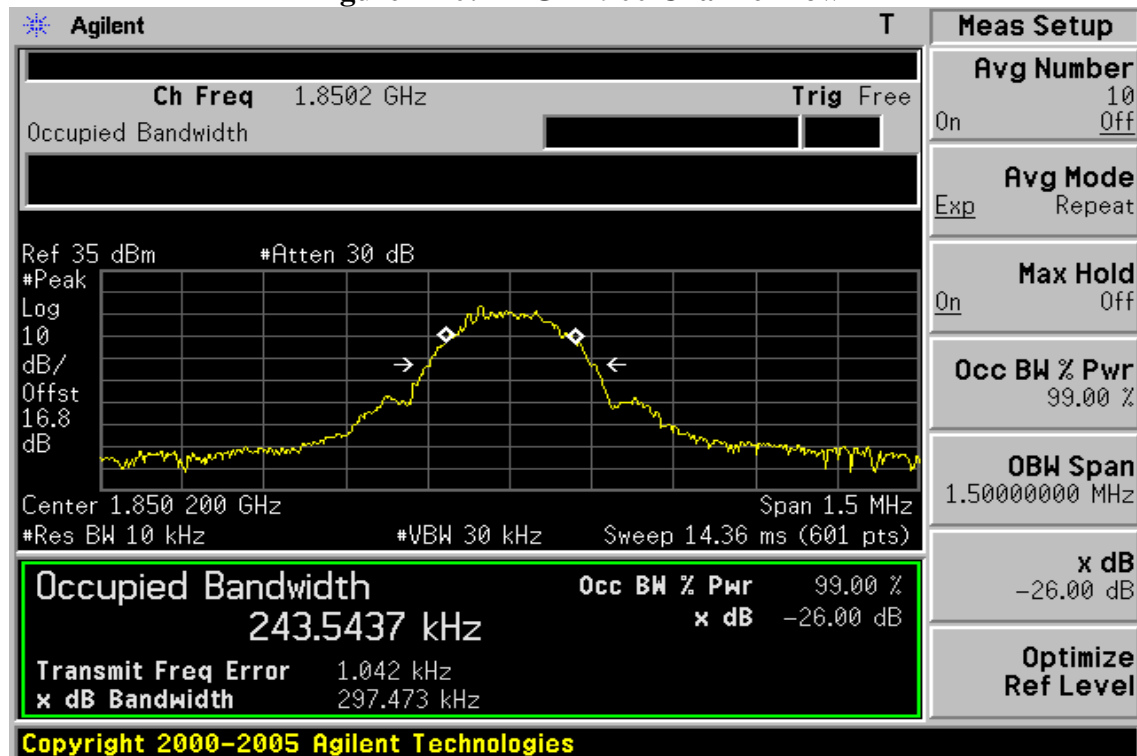 Agilent T
Ch Freq 1.8502 GHz Trig Free
Occupied Bandwidth
Ref 35 dBm #Atten 30 dB
#Peak
Log
10
dB/
Offst
16.8
dB
Center 1.850 200 GHz Span 1.5 MHz
#Res BW 10 kHz #VBW 30 kHz Sweep 14.36 ms (601 pts)
Occupied Bandwidth Occ BW % Pwr 99.00 %
243.5437 kHz x dB -26.00 dB
Transmit Freq Error 1.042 kHz
x dB Bandwidth 297.473 kHz
Copyright 2000-2005 Agilent Technologies
Meas Setup
Avg Number
10
On Off
Avg Mode
Exp Repeat
Max Hold
On Off
Occ BW % Pwr
99.00 %
OBW Span
1.50000000 MHz
x dB
-26.00 dB
Optimize
Ref Level